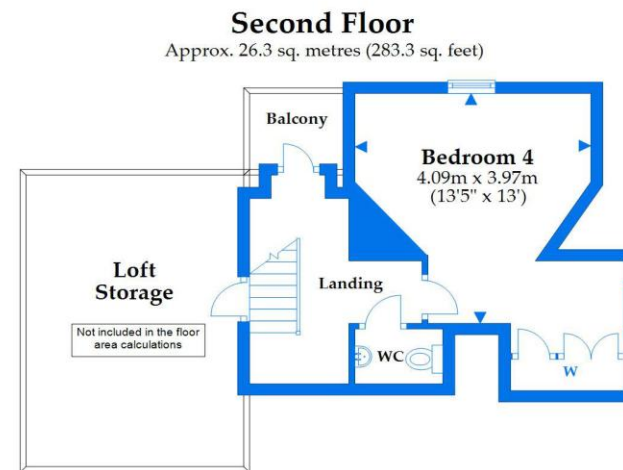 Second Floor
Approx. 26.3 sq. metres (283.3 sq. feet)
Balcony
Bedroom 4
4.09m x 3.97m
(13'5" x 13')
Loft
Storage
Landing
Not included in the floor
area calculations
WC
W